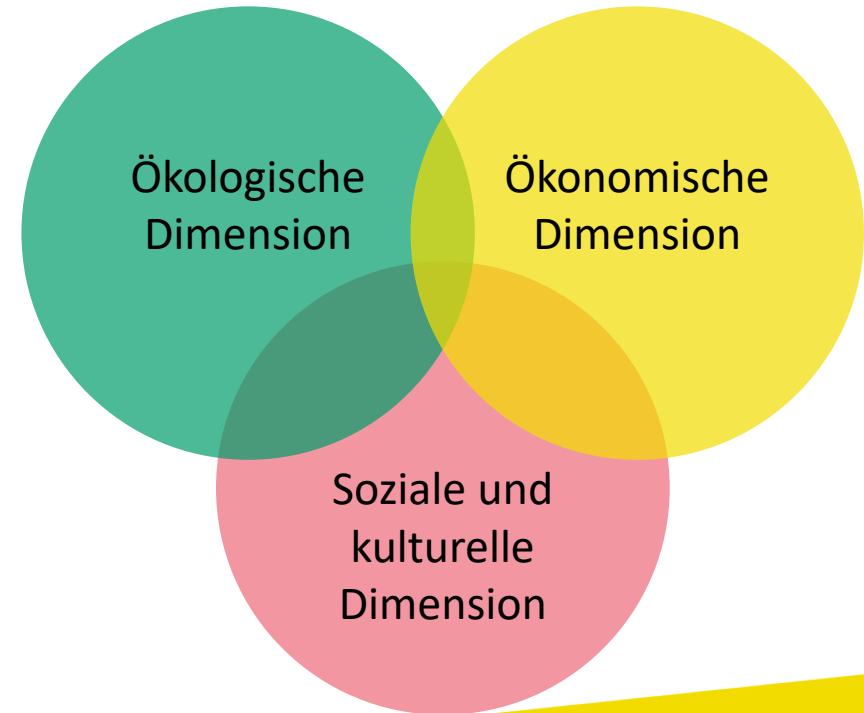 Ökologische
Dimension
Ökonomische
Dimension
Soziale und
kulturelle
Dimension